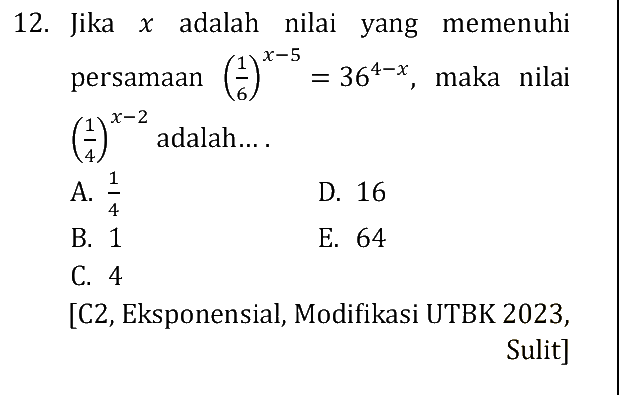 12. Jika x adalah nilai yang memenuhi
persamaan (1/6)^(x−5) = 36^(4−x), maka nilai
(1/4)^(x−2) adalah... .
A. 1/4 D. 16
B. 1 E. 64
C. 4
[C2, Eksponensial, Modifikasi UTBK 2023,
Sulit]